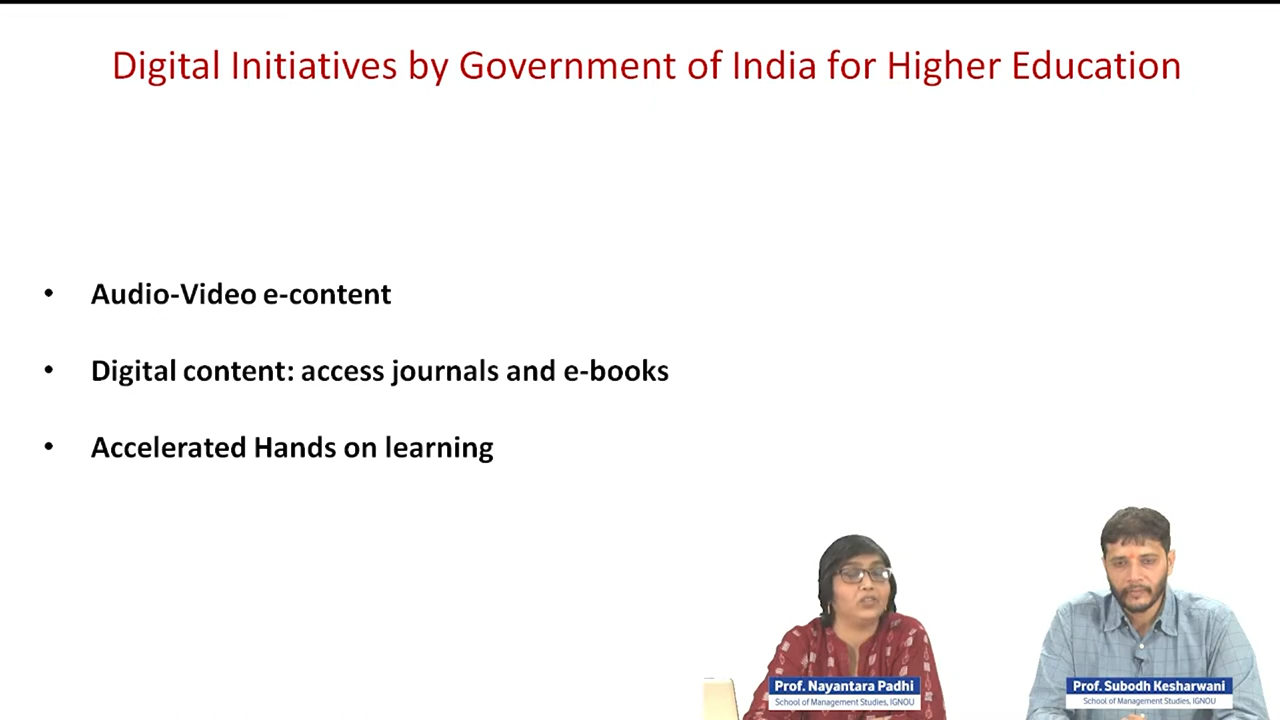 Digital Initiatives by Government of India for Higher Education
• Audio-Video e-content
• Digital content: access journals and e-books
• Accelerated Hands on learning
Prof. Nayantara Padhi
School of Management Studies, IGNOU
Prof. Subodh Kesharwani
School of Management Studies, IGNOU